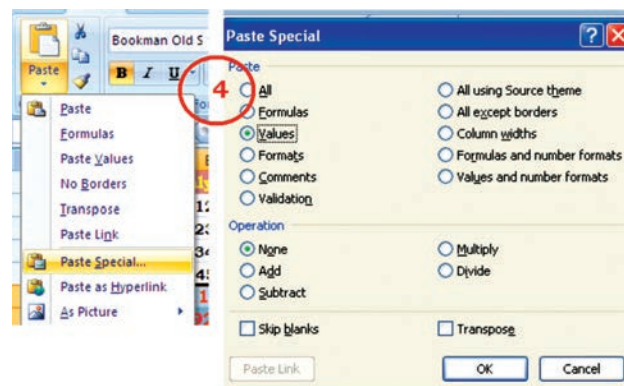 Bookman Old S
Paste
B I U
Paste
Formulas
Paste Values
No Borders
Transpose
Paste Link
Paste Special...
Paste as Hyperlink
As Picture
4
Paste Special
Paste
All
Formulas
Values
Formats
Comments
Validation
All using Source theme
All except borders
Column widths
Formulas and number formats
Values and number formats
Operation
None
Add
Subtract
Multiply
Divide
Skip blanks
Transpose
Paste Link
OK
Cancel